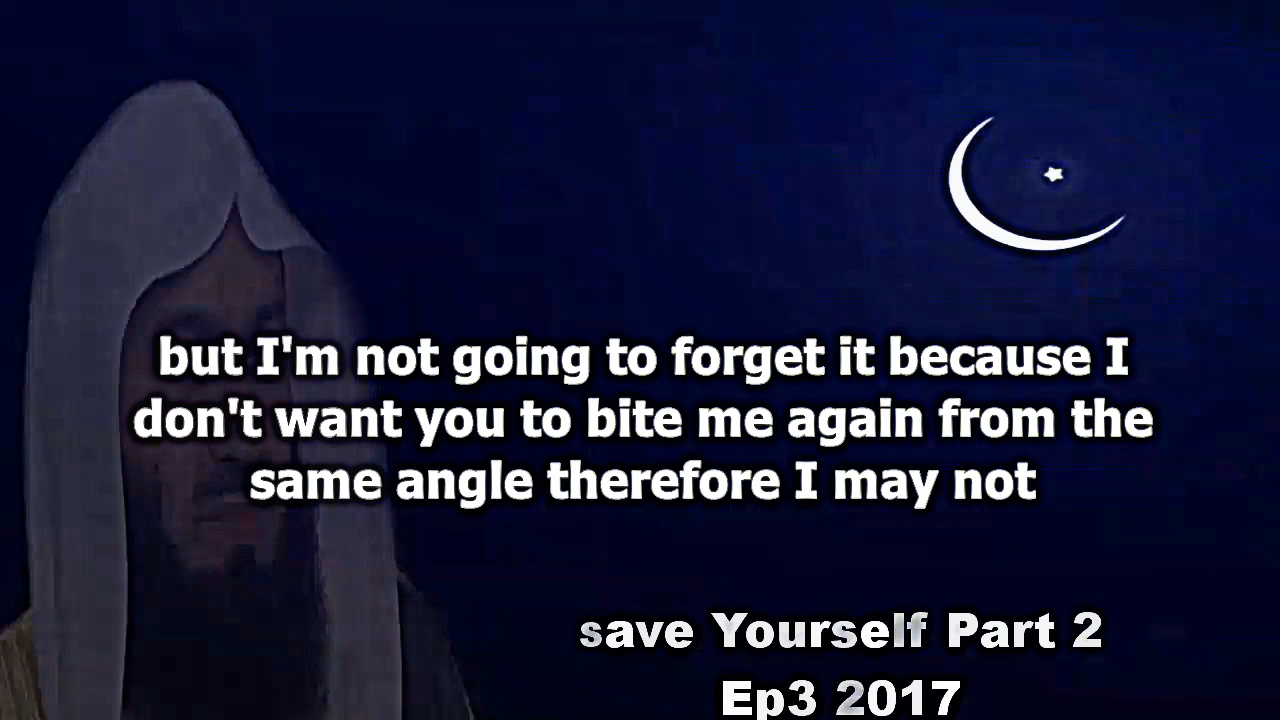 but I'm not going to forget it because I
don't want you to bite me again from the
same angle therefore I may not
save Yourself Part 2
Ep3 2017